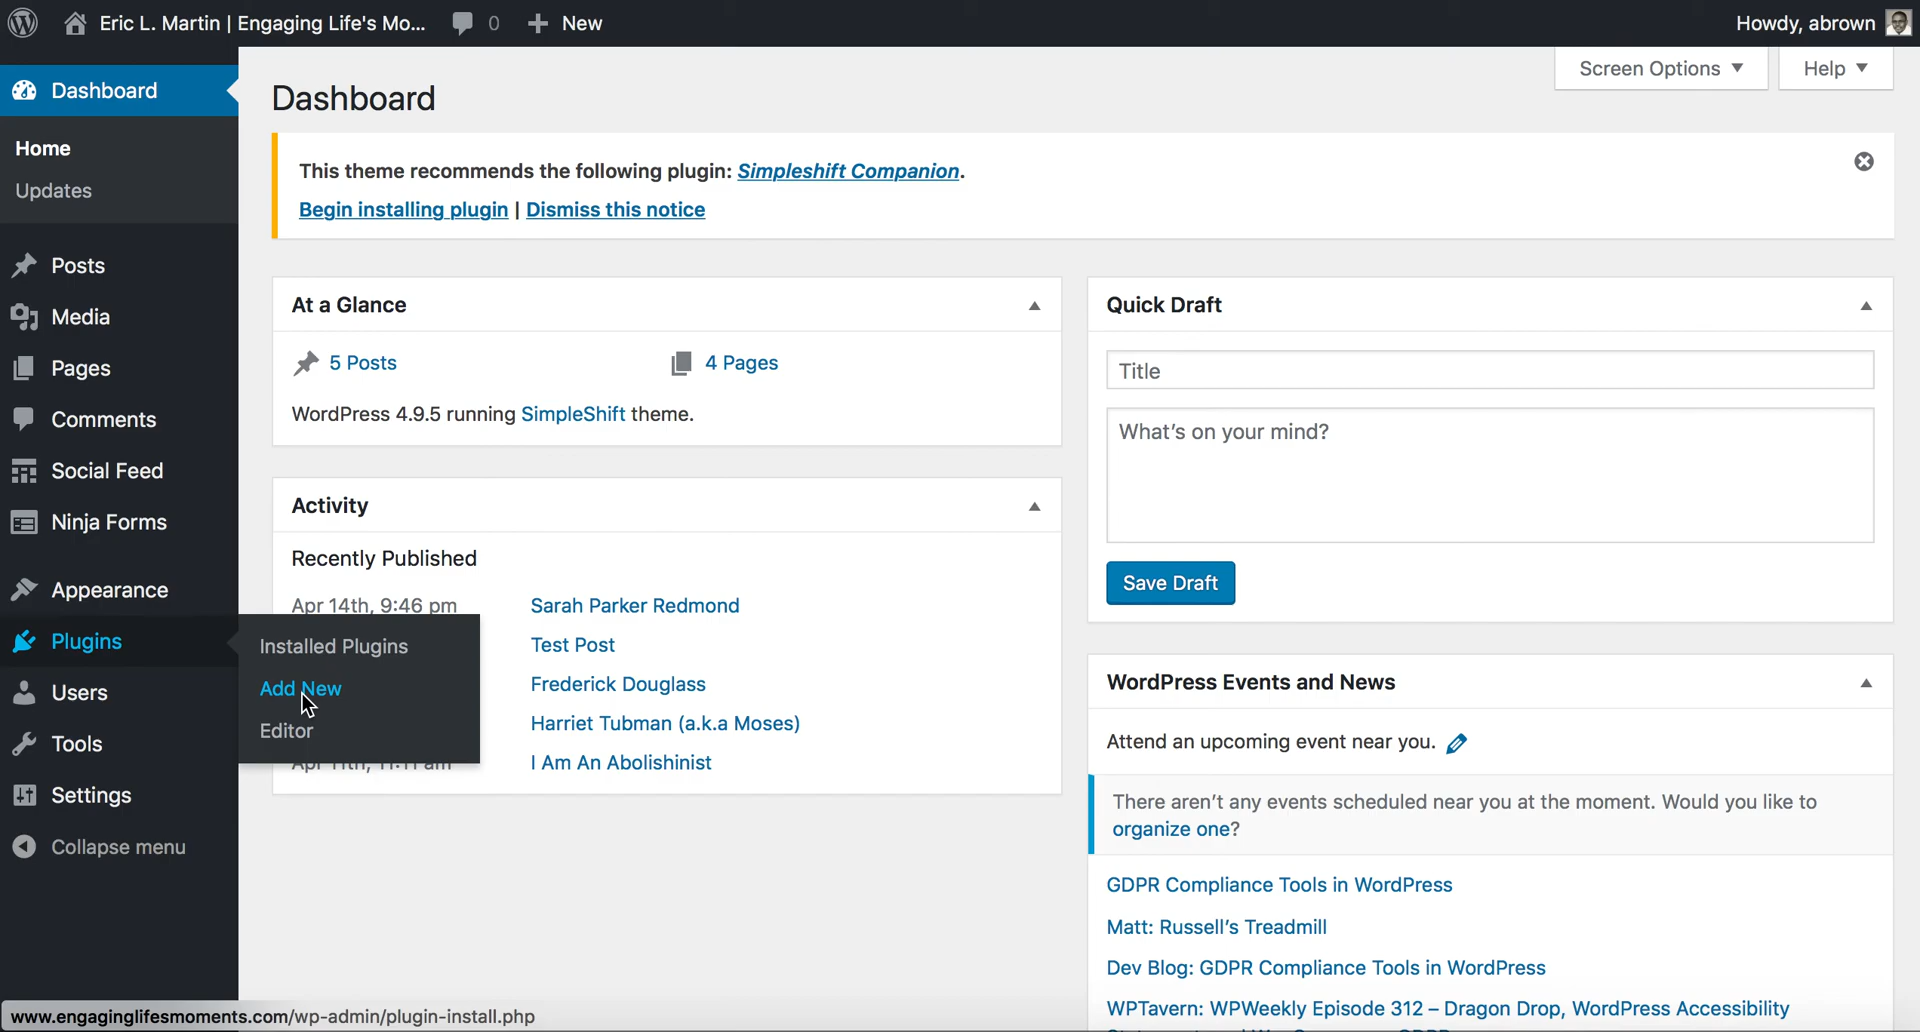 Eric L. Martin | Engaging Life's Mo... 0 New
Howdy, abrown
Dashboard
Home
Updates
Posts
Media
Pages
Comments
Social Feed
Ninja Forms
Appearance
Plugins
Users
Tools
Settings
Collapse menu
Installed Plugins
Add New
Editor
Screen Options
Help
Dashboard
This theme recommends the following plugin: Simpleshift Companion.
Begin installing plugin | Dismiss this notice
At a Glance
5 Posts
4 Pages
WordPress 4.9.5 running SimpleShift theme.
Activity
Recently Published
Apr 14th, 9:46 pm Sarah Parker Redmond
Test Post
Frederick Douglass
Harriet Tubman (a.k.a Moses)
Apr 11th, 11:11 am I Am An Abolishinist
Quick Draft
Title
What's on your mind?
Save Draft
WordPress Events and News
Attend an upcoming event near you.
There aren't any events scheduled near you at the moment. Would you like to
organize one?
GDPR Compliance Tools in WordPress
Matt: Russell's Treadmill
Dev Blog: GDPR Compliance Tools in WordPress
WPTavern: WPWeekly Episode 312 – Dragon Drop, WordPress Accessibility
www.engaginglifesmoments.com/wp-admin/plugin-install.php